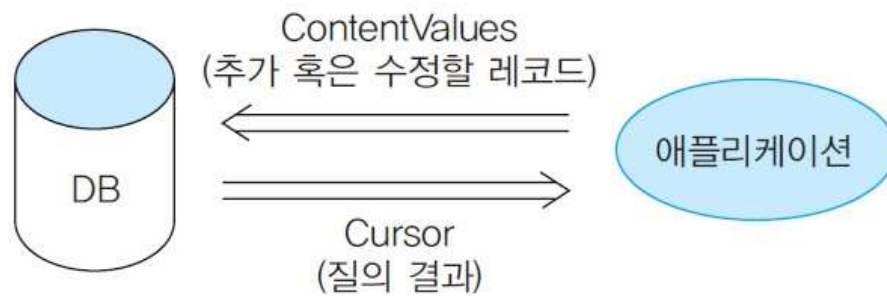 ContentValues
(추가 혹은 수정할 레코드)
애플리케이션
DB
Cursor
(질의 결과)